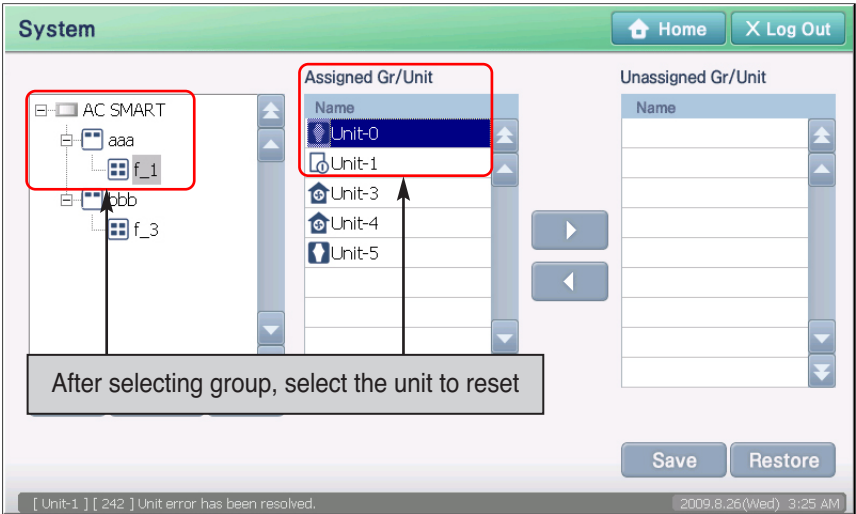 System
Home
X Log Out
Assigned Gr/Unit
Unassigned Gr/Unit
AC SMART
aaa
f_1
bbb
f_3
Name
Unit-0
Unit-1
Unit-3
Unit-4
Unit-5
Name
After selecting group, select the unit to reset
Save
Restore
[ Unit-1 ] [ 242 ] Unit error has been resolved.
2009.8.26(Wed) 3:25 AM